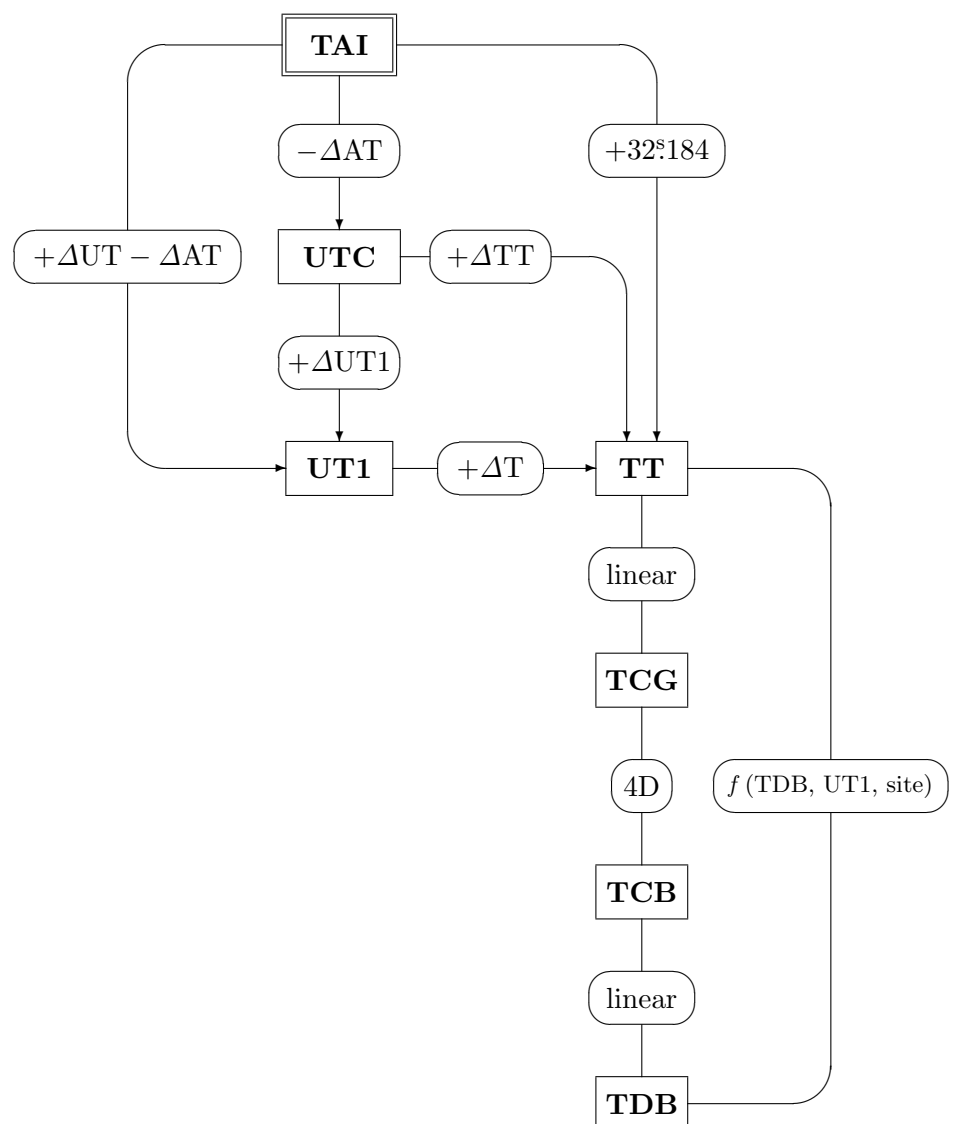 TAI
−ΔAT
+32ˢ.184
+ΔUT − ΔAT
UTC
+ΔTT
+ΔUT1
UT1
+ΔT
TT
linear
TCG
4D
f (TDB, UT1, site)
TCB
linear
TDB